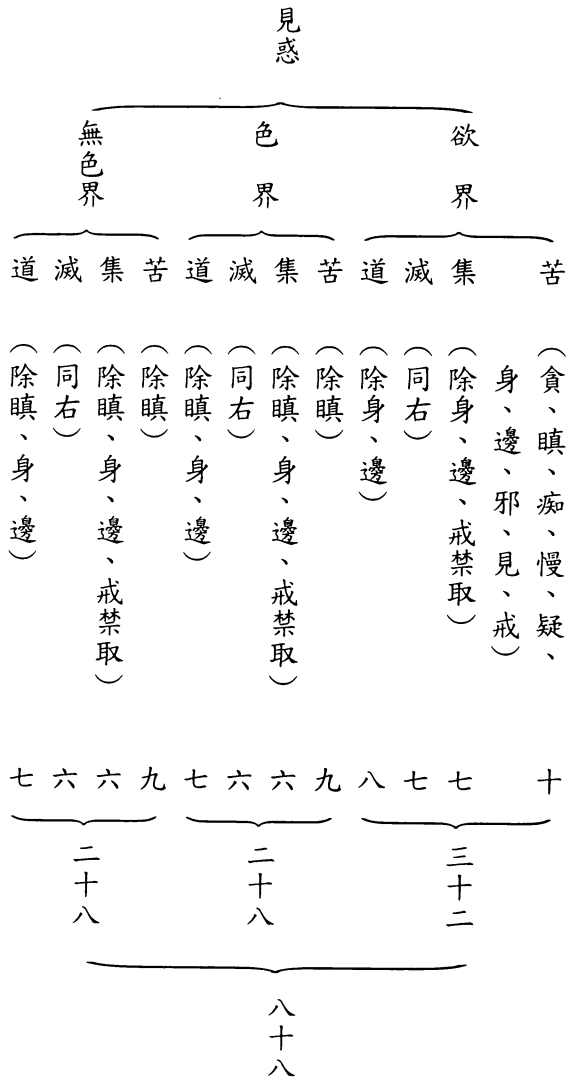 見惑
欲界
色界
無色界
苦
集
滅
道
苦
集
滅
道
苦
集
滅
道
（貪、瞋、痴、慢、疑、
身、邊、邪、見、戒）
（除身、邊、戒禁取）
（同右）
（除身、邊）
（除瞋）
（除瞋、身、邊、戒禁取）
（同右）
（除瞋、身、邊）
（除瞋）
（除瞋、身、邊、戒禁取）
（同右）
（除瞋、身、邊）
十
七
七
八
九
六
六
七
九
六
六
七
三十二
二十八
二十八
八十八